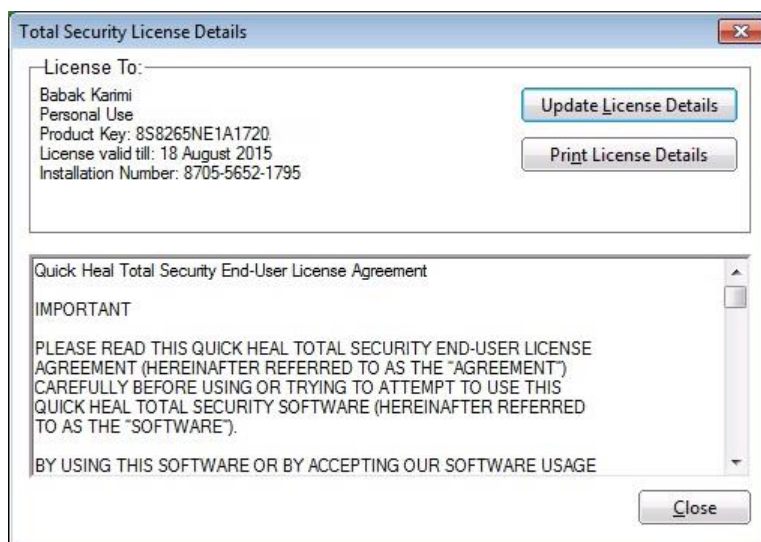 Total Security License Details
License To:
Babak Karimi
Personal Use
Product Key: 8S8265NE1A1720
License valid till: 18 August 2015
Installation Number: 8705-5652-1795
Update License Details
Print License Details
Quick Heal Total Security End-User License Agreement
IMPORTANT
PLEASE READ THIS QUICK HEAL TOTAL SECURITY END-USER LICENSE
AGREEMENT (HEREINAFTER REFERRED TO AS THE "AGREEMENT")
CAREFULLY BEFORE USING OR TRYING TO ATTEMPT TO USE THIS
QUICK HEAL TOTAL SECURITY SOFTWARE (HEREINAFTER REFERRED
TO AS THE "SOFTWARE").
BY USING THIS SOFTWARE OR BY ACCEPTING OUR SOFTWARE USAGE
Close